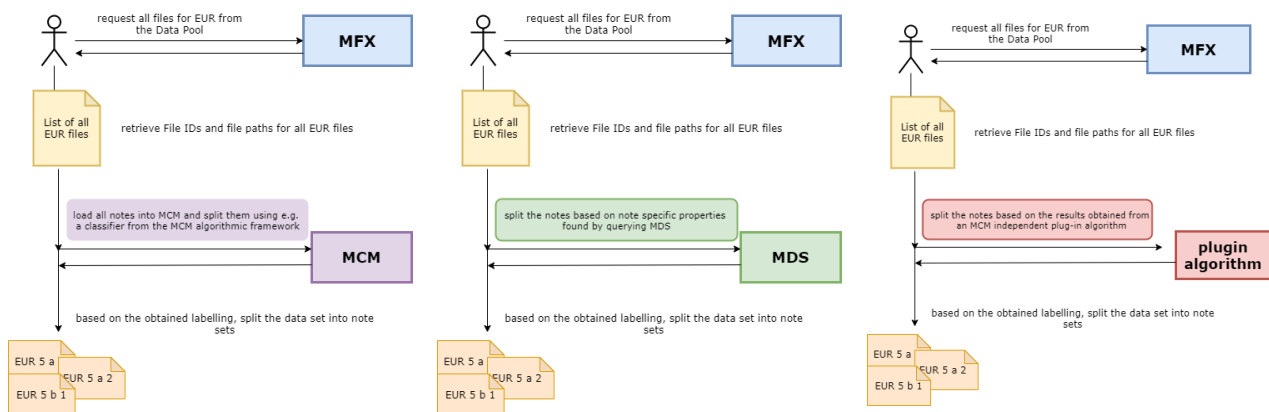 request all files for EUR from
the Data Pool
MFX
List of all
EUR files
retrieve File IDs and file paths for all EUR files
load all notes into MCM and split them using e.g.
a classifier from the MCM algorithmic framework
MCM
based on the obtained labelling, split the data set into note
sets
EUR 5 a
EUR 5 a 2
EUR 5 b 1
request all files for EUR from
the Data Pool
MFX
List of all
EUR files
retrieve File IDs and file paths for all EUR files
split the notes based on note specific properties
found by querying MDS
MDS
based on the obtained labelling, split the data set into note
sets
EUR 5 a
EUR 5 a 2
EUR 5 b 1
request all files for EUR from
the Data Pool
MFX
List of all
EUR files
retrieve File IDs and file paths for all EUR files
split the notes based on the results obtained from
an MCM independent plug-in algorithm
plugin
algorithm
based on the obtained labelling, split the data set into note
sets
EUR 5 a
EUR 5 a 2
EUR 5 b 1